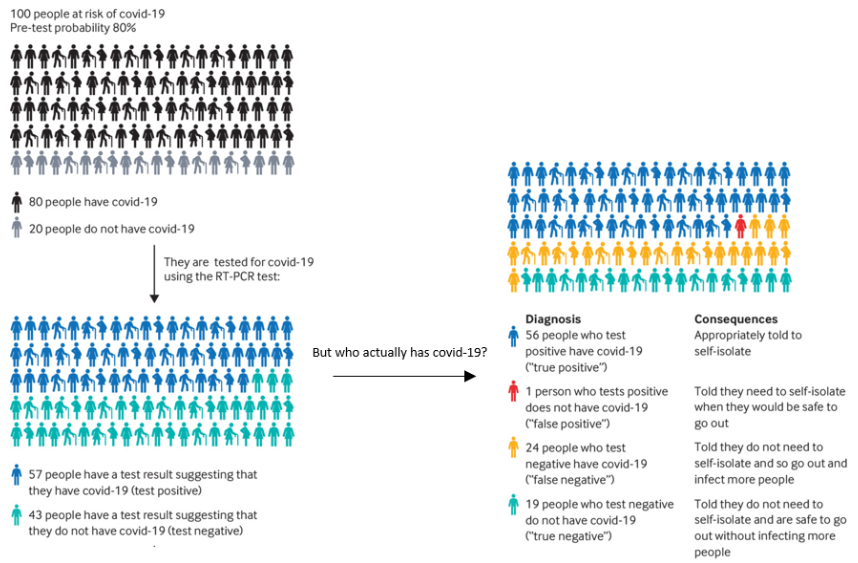 100 people at risk of covid-19
Pre-test probability 80%
80 people have covid-19
20 people do not have covid-19
They are tested for covid-19
using the RT-PCR test:
57 people have a test result suggesting that
they have covid-19 (test positive)
43 people have a test result suggesting that
they do not have covid-19 (test negative)
But who actually has covid-19?
Diagnosis
Consequences
56 people who test
positive have covid-19
("true positive")
Appropriately told to
self-isolate
1 person who tests positive
does not have covid-19
("false positive")
Told they need to self-isolate
when they would be safe to
go out
24 people who test
negative have covid-19
("false negative")
Told they do not need to
self-isolate and so go out and
infect more people
19 people who test negative
do not have covid-19
("true negative")
Told they do not need to
self-isolate and are safe to go
out without infecting more
people